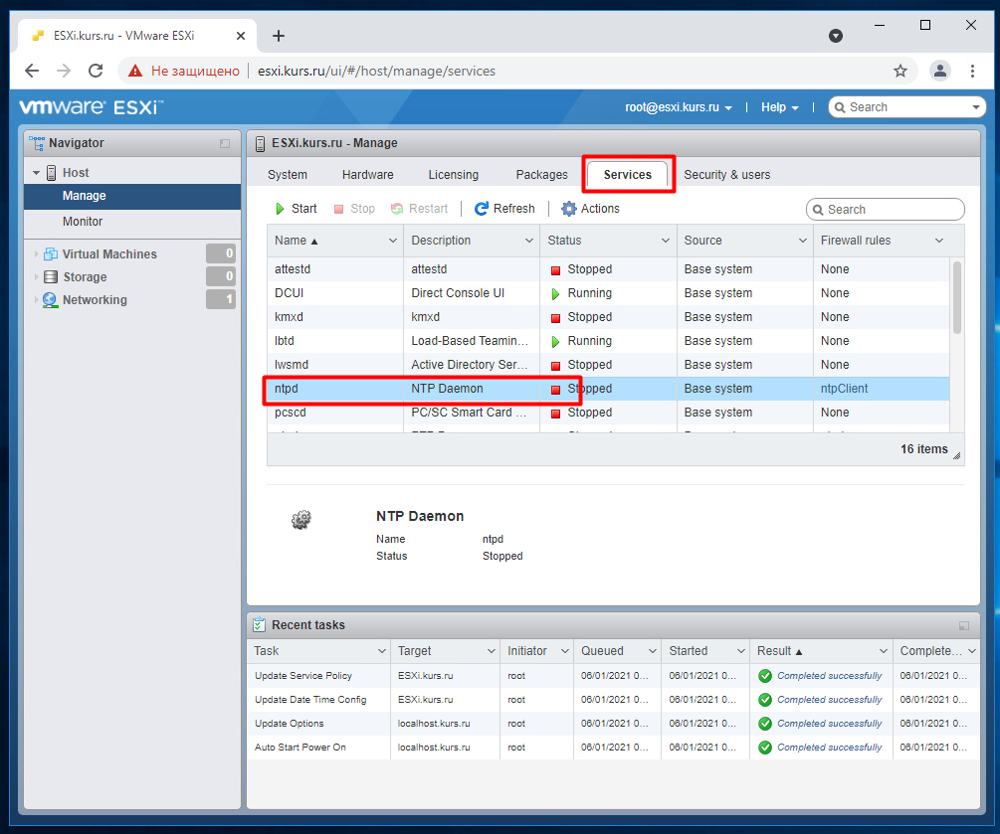 ESXi.kurs.ru - VMware ESXi
Не защищено esxi.kurs.ru/ui/#/host/manage/services
vmware ESXi™ root@esxi.kurs.ru Help Search
Navigator
Host
Manage
Monitor
Virtual Machines 0
Storage 0
Networking 1
ESXi.kurs.ru - Manage
System Hardware Licensing Packages Services Security & users
Start Stop Restart Refresh Actions Search
Name Description Status Source Firewall rules
attestd attestd Stopped Base system None
DCUI Direct Console UI Running Base system None
kmxd kmxd Stopped Base system None
lbtd Load-Based Teamin... Running Base system None
lwsmd Active Directory Ser... Stopped Base system None
ntpd NTP Daemon Stopped Base system ntpClient
pcscd PC/SC Smart Card ... Stopped Base system None
16 items
NTP Daemon
Name ntpd
Status Stopped
Recent tasks
Task Target Initiator Queued Started Result Complete...
Update Service Policy ESXi.kurs.ru root 06/01/2021 0... 06/01/2021 0... Completed successfully 06/01/2021 0...
Update Date Time Config ESXi.kurs.ru root 06/01/2021 0... 06/01/2021 0... Completed successfully 06/01/2021 0...
Update Options localhost.kurs.ru root 06/01/2021 0... 06/01/2021 0... Completed successfully 06/01/2021 0...
Auto Start Power On localhost.kurs.ru root 06/01/2021 0... 06/01/2021 0... Completed successfully 06/01/2021 0...